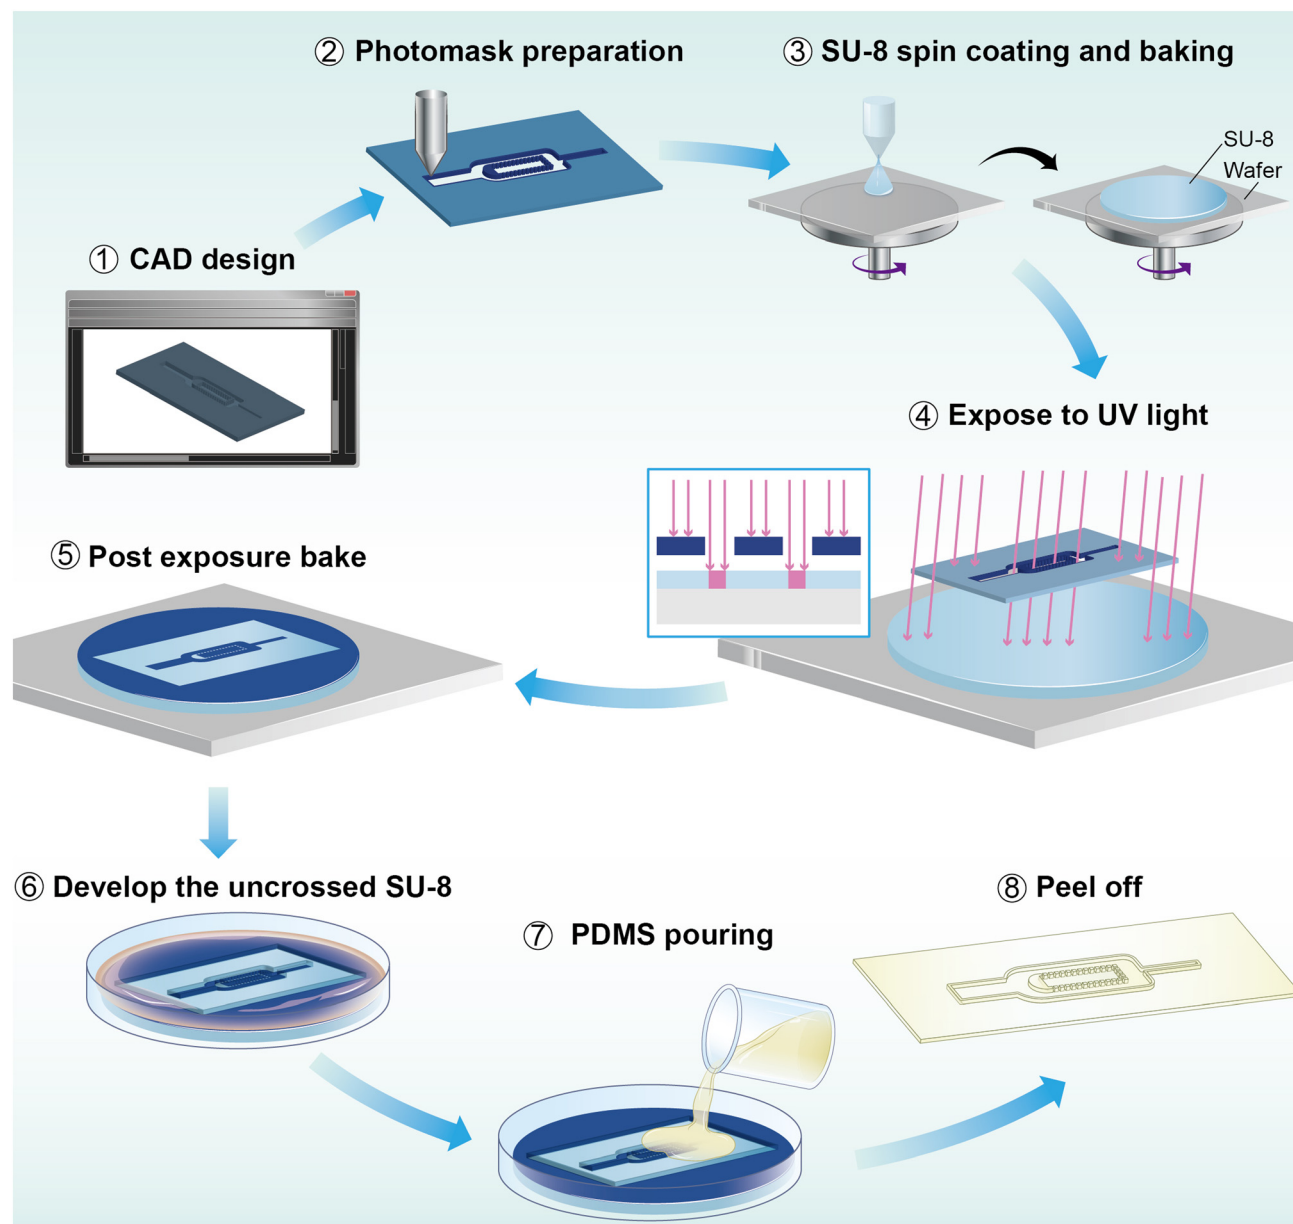 ① CAD design
② Photomask preparation
③ SU-8 spin coating and baking
SU-8
Wafer
④ Expose to UV light
⑤ Post exposure bake
⑥ Develop the uncrossed SU-8
⑦ PDMS pouring
⑧ Peel off